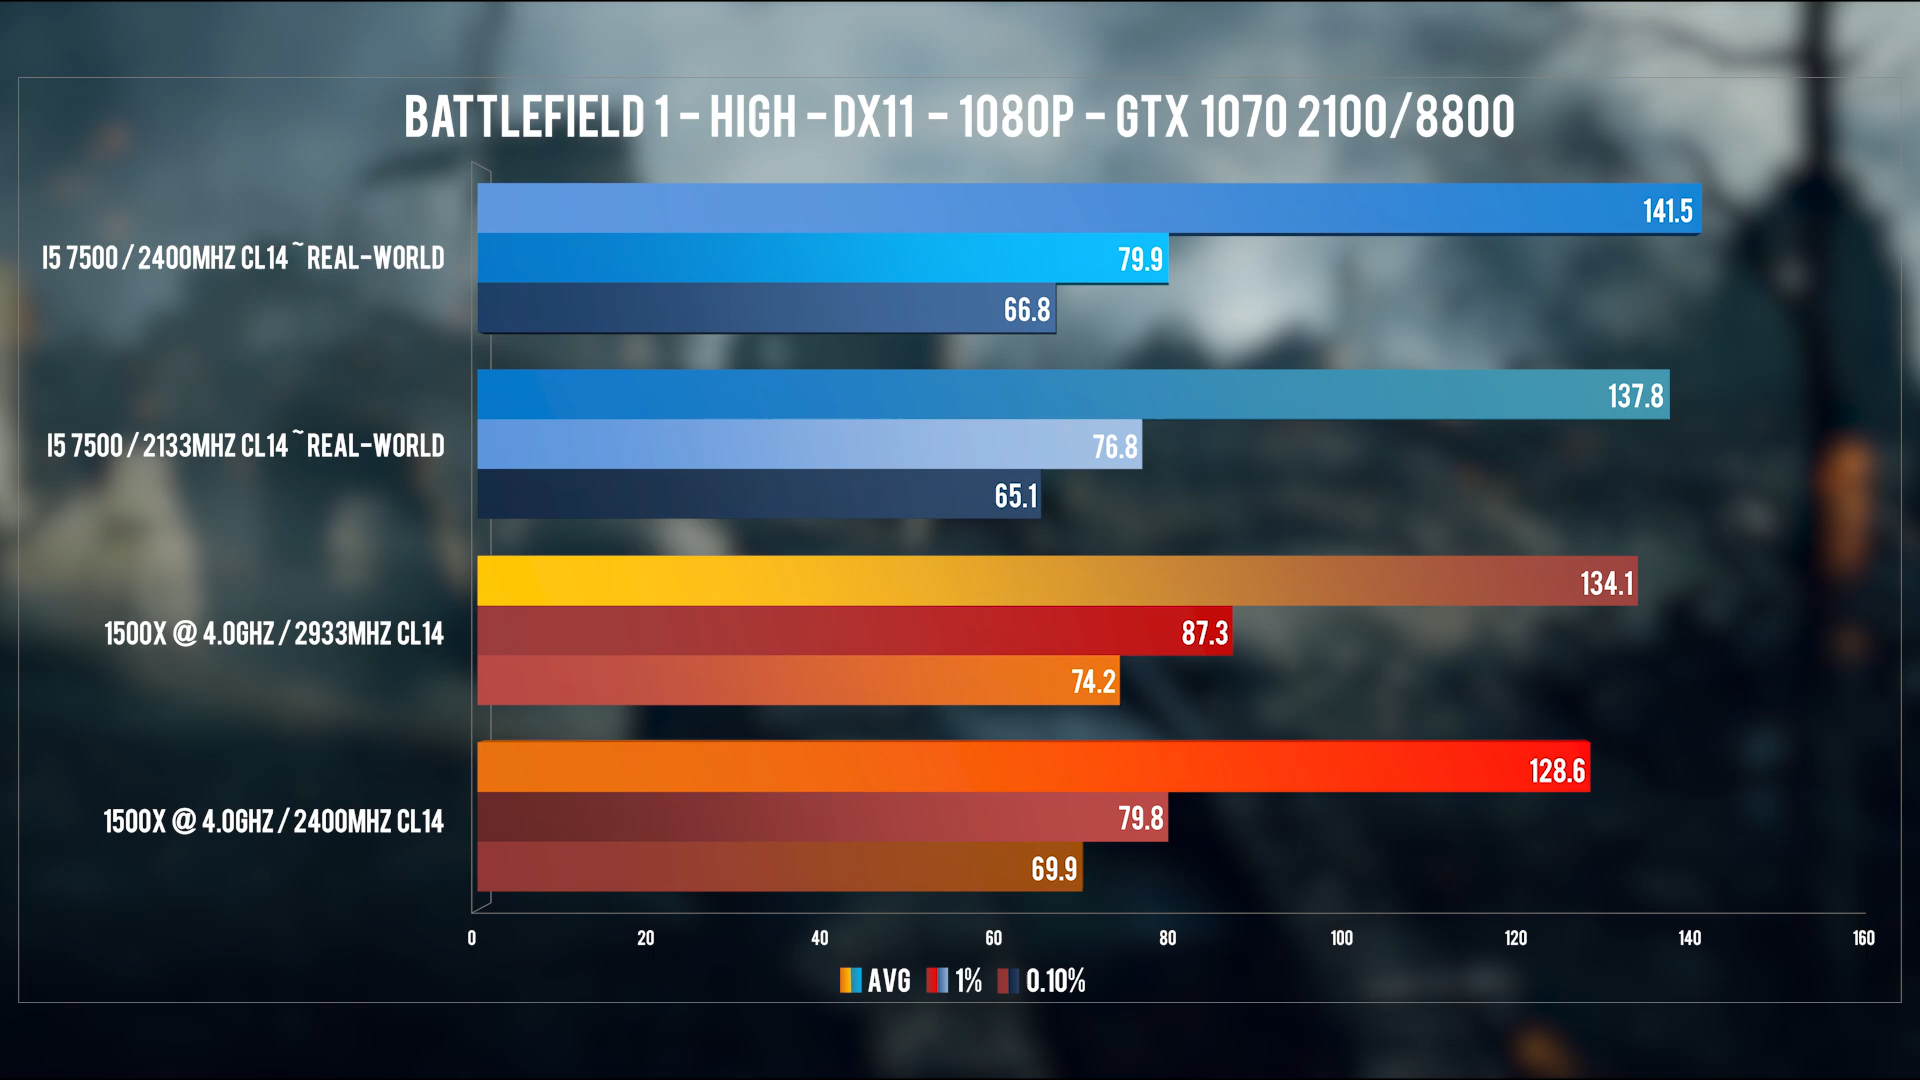 BATTLEFIELD 1 - HIGH - DX11 - 1080P - GTX 1070 2100/8800
I5 7500 / 2400MHZ CL14 ~ REAL-WORLD
141.5
79.9
66.8
I5 7500 / 2133MHZ CL14 ~ REAL-WORLD
137.8
76.8
65.1
1500X @ 4.0GHZ / 2933MHZ CL14
134.1
87.3
74.2
1500X @ 4.0GHZ / 2400MHZ CL14
128.6
79.8
69.9
0 20 40 60 80 100 120 140 160
AVG 1% 0.10%